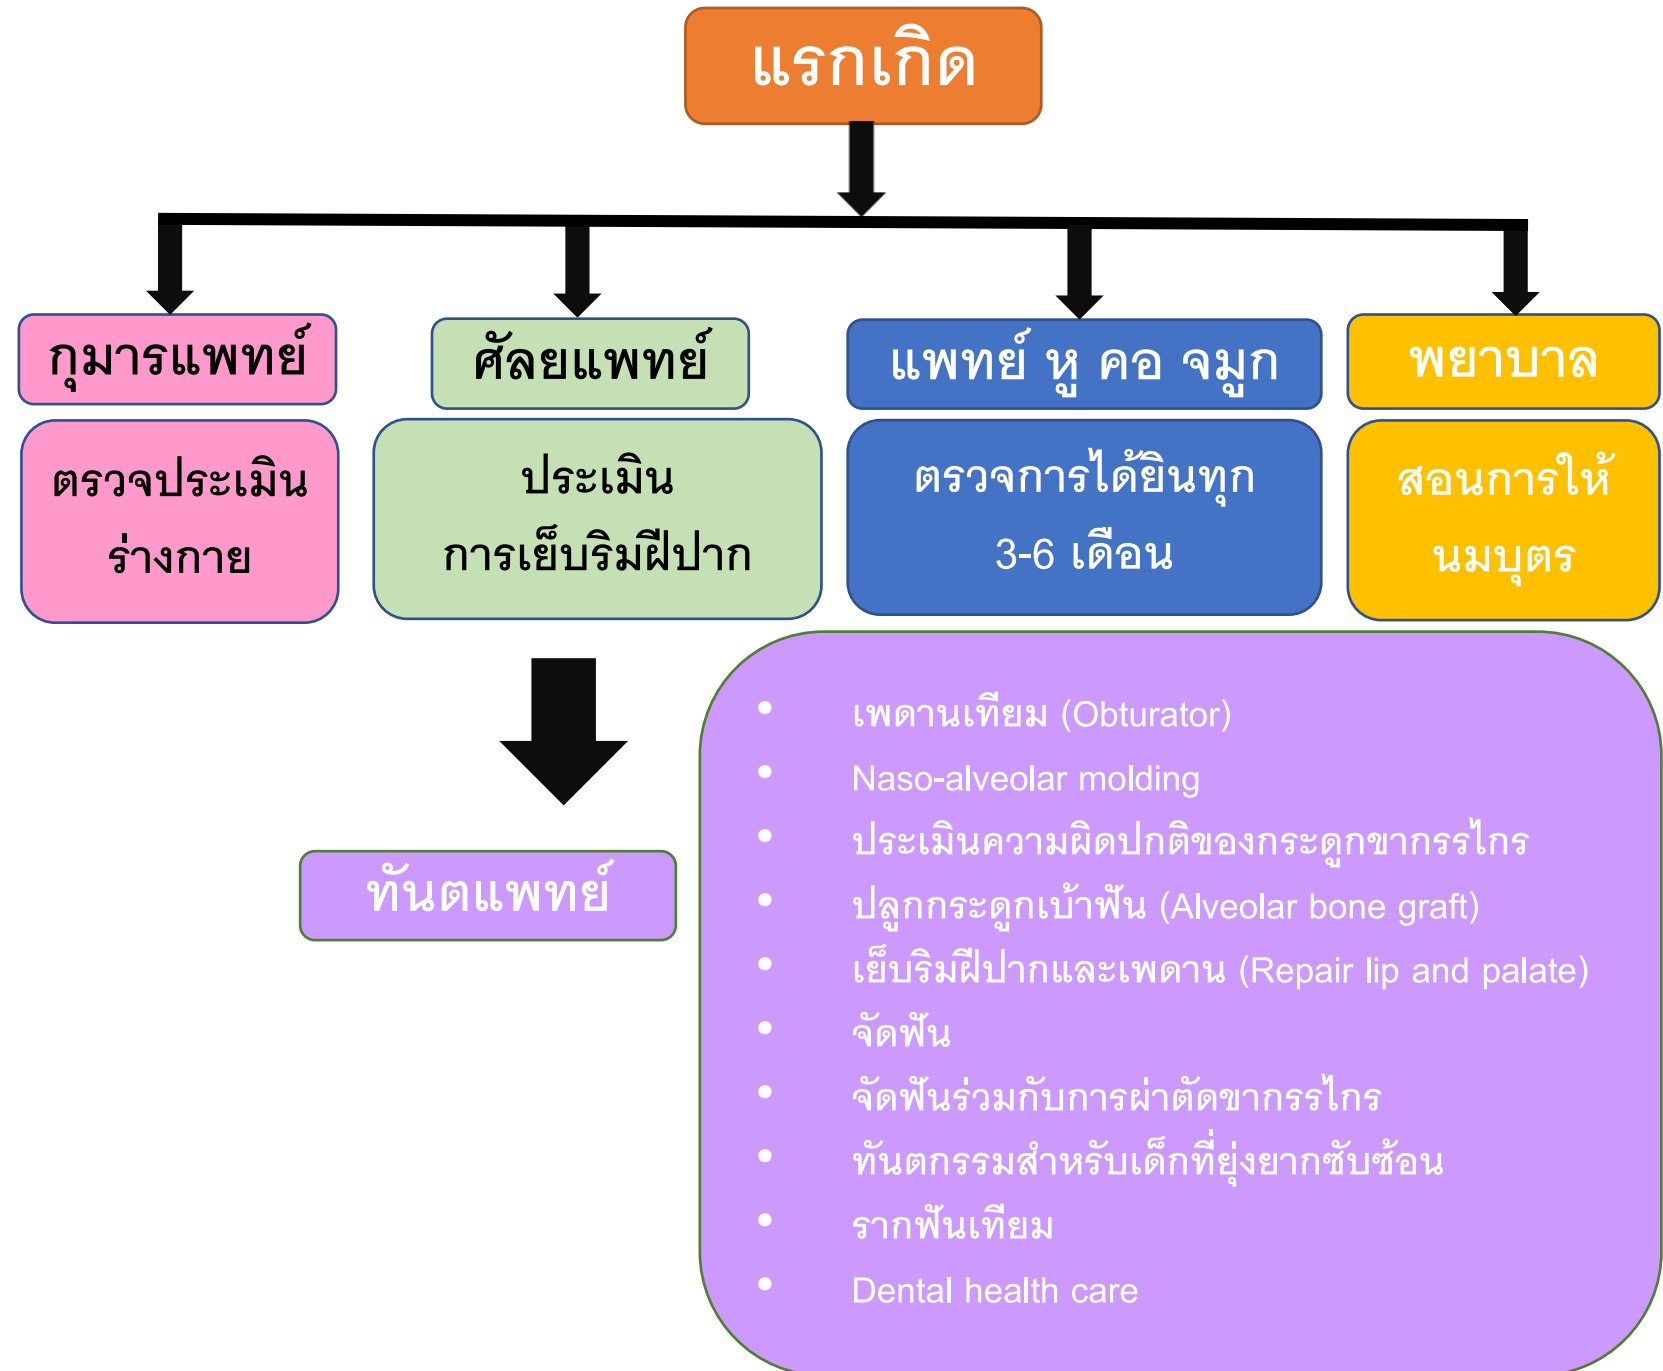 แรกเกิด
กุมารแพทย์
ศัลยแพทย์
แพทย์ หู คอ จมูก
พยาบาล
ตรวจประเมิน
ร่างกาย
ประเมิน
การเย็บริมฝีปาก
ตรวจการได้ยินทุก
3-6 เดือน
สอนการให้
นมบุตร
ทันตแพทย์
• เพดานเทียม (Obturator)
• Naso-alveolar molding
• ประเมินความผิดปกติของกระดูกขากรรไกร
• ปลูกกระดูกเบ้าฟัน (Alveolar bone graft)
• เย็บริมฝีปากและเพดาน (Repair lip and palate)
• จัดฟัน
• จัดฟันร่วมกับการผ่าตัดขากรรไกร
• ทันตกรรมสำหรับเด็กที่ยุ่งยากซับซ้อน
• รากฟันเทียม
• Dental health care